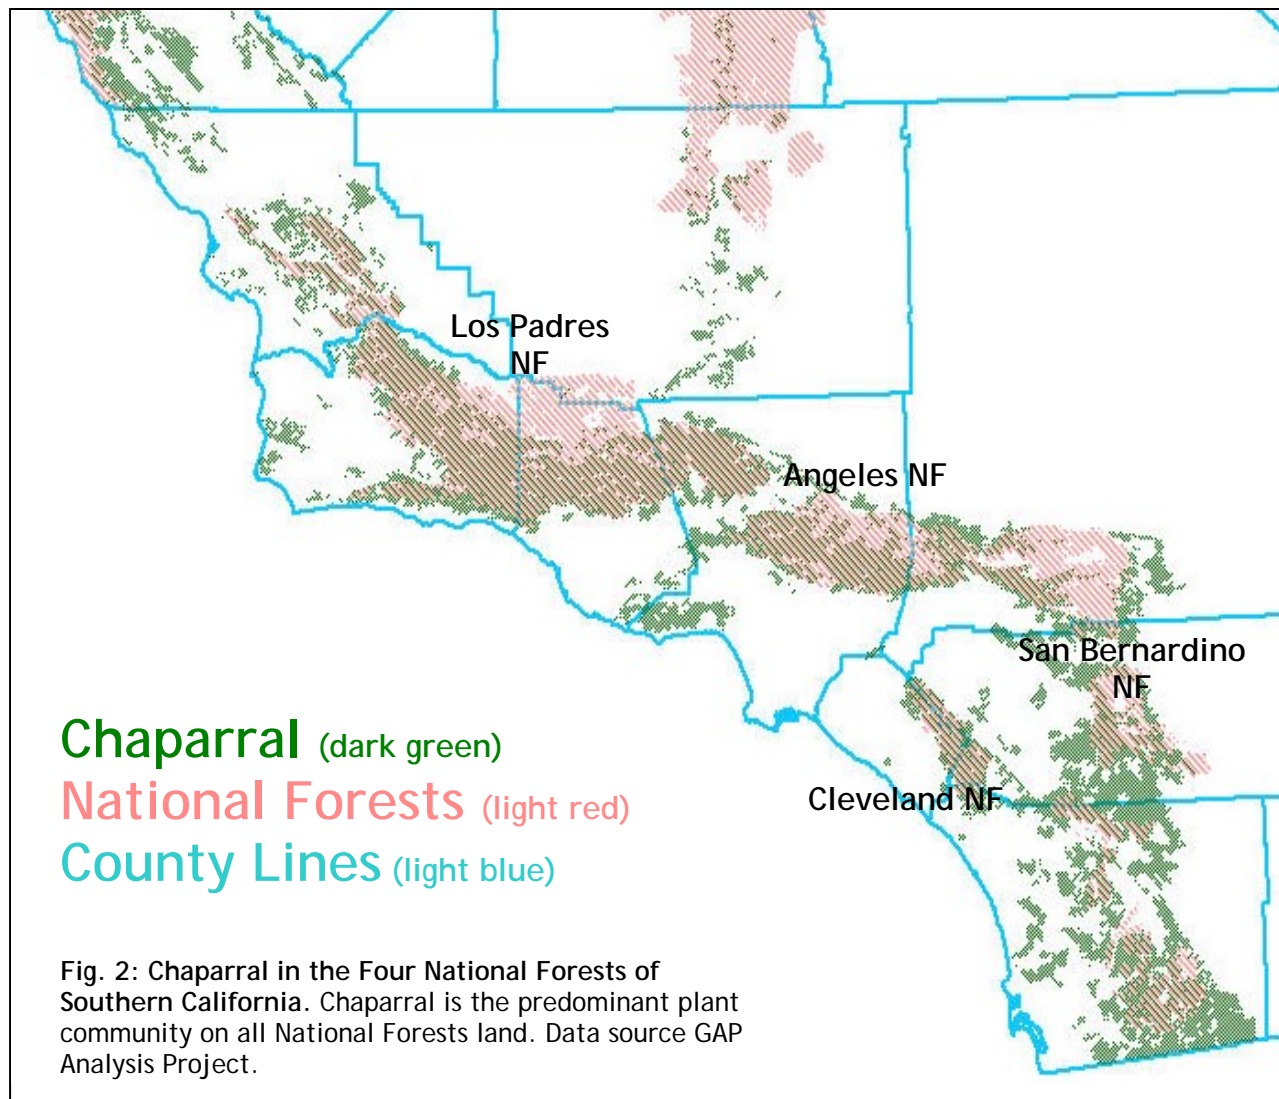 Los Padres
NF
Angeles NF
San Bernardino
NF
Cleveland NF
Chaparral (dark green)
National Forests (light red)
County Lines (light blue)
Fig. 2: Chaparral in the Four National Forests of
Southern California. Chaparral is the predominant plant
community on all National Forests land. Data source GAP
Analysis Project.